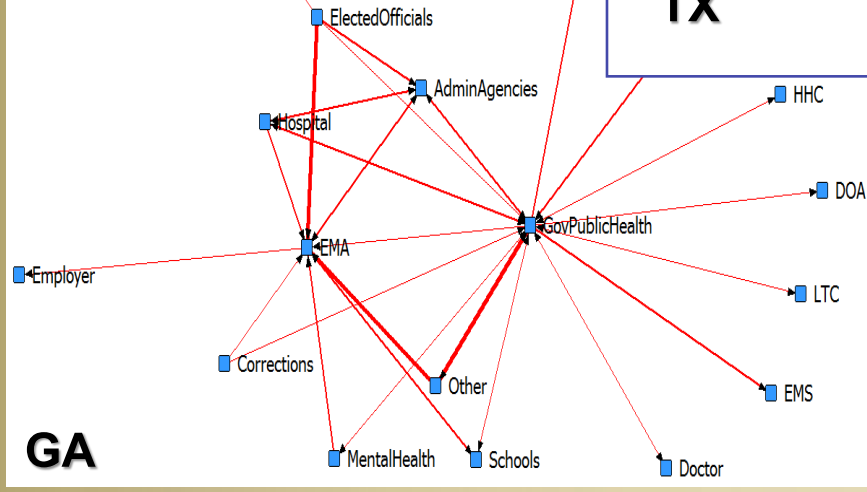 TX
ElectedOfficials
AdminAgencies
HHC
Hospital
DOA
GovPublicHealth
EMA
Employer
LTC
Corrections
Other
EMS
GA
MentalHealth
Schools
Doctor